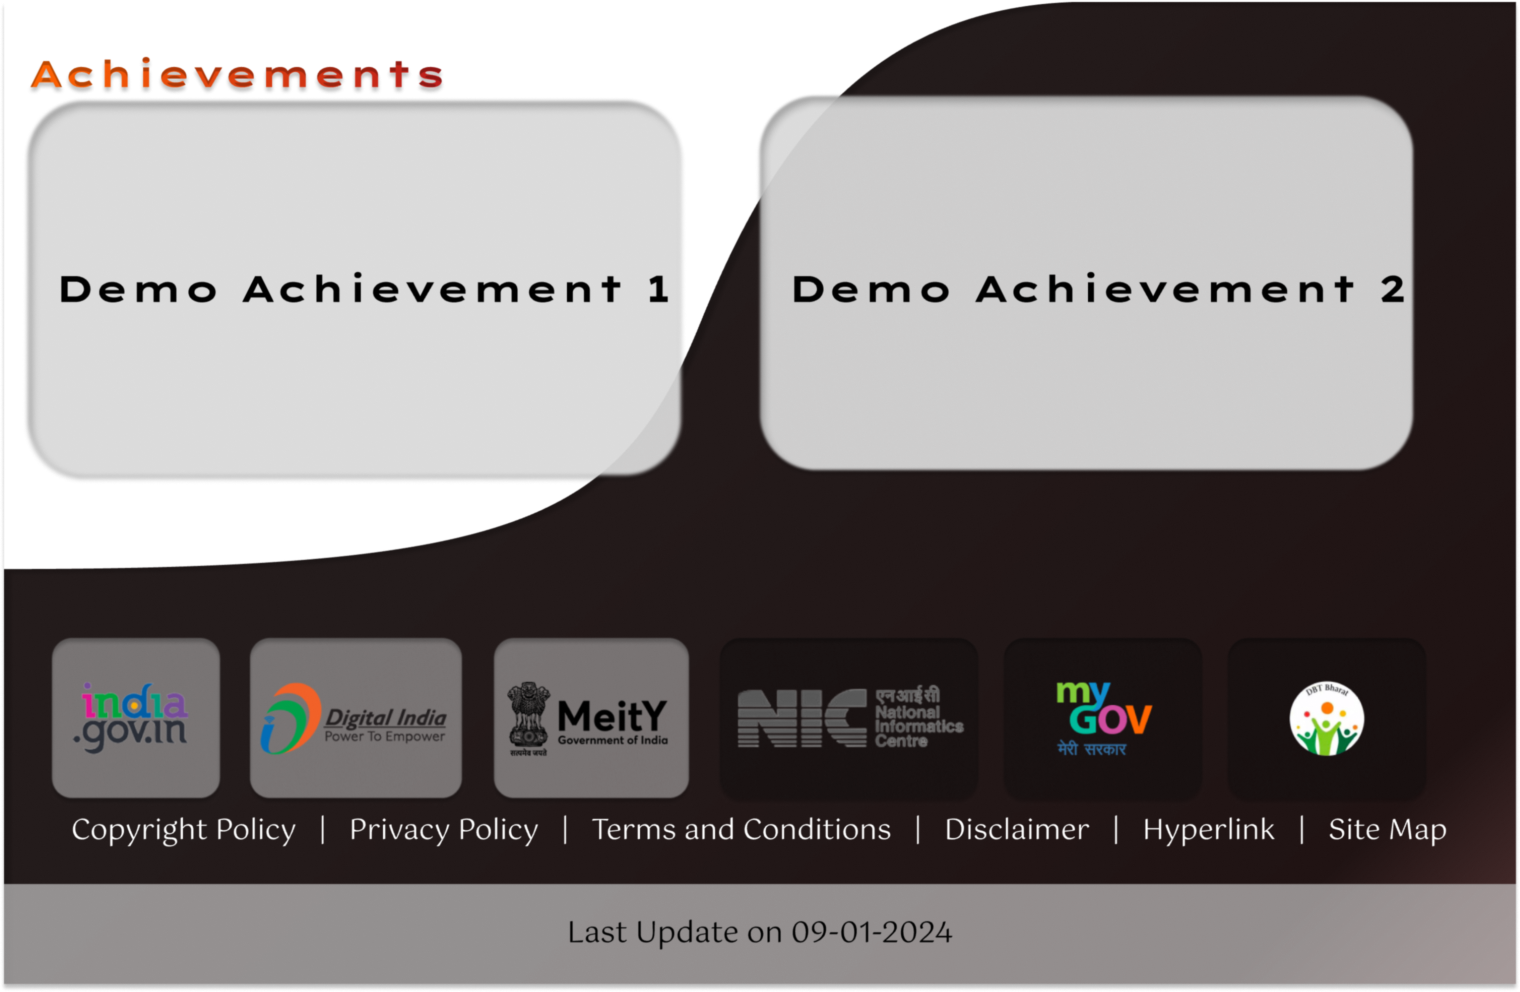 Achievements
Demo Achievement 1
Demo Achievement 2
india
.gov.in
Digital India
Power To Empower
सत्यमेव जयते
MeitY
Government of India
NIC
एन आई सी
National
Informatics
Centre
my
GOV
मेरी सरकार
DBT Bharat
Copyright Policy | Privacy Policy | Terms and Conditions | Disclaimer | Hyperlink | Site Map
Last Update on 09-01-2024